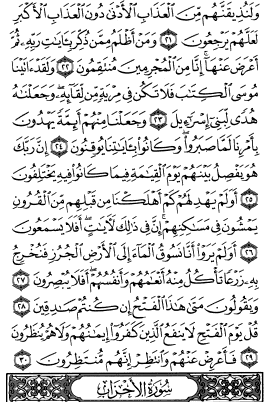 وَلَنُذِيقَنَّهُم مِّنَ ٱلْعَذَابِ ٱلْأَدْنَىٰ دُونَ ٱلْعَذَابِ ٱلْأَكْبَرِ
لَعَلَّهُمْ يَرْجِعُونَ ٢١ وَمَنْ أَظْلَمُ مِمَّن ذُكِّرَ بِـَٔايَٰتِ رَبِّهِۦ ثُمَّ
أَعْرَضَ عَنْهَآ إِنَّا مِنَ ٱلْمُجْرِمِينَ مُنتَقِمُونَ ٢٢ وَلَقَدْ ءَاتَيْنَا
مُوسَى ٱلْكِتَٰبَ فَلَا تَكُن فِى مِرْيَةٍ مِّن لِّقَآئِهِۦ وَجَعَلْنَٰهُ
هُدًى لِّبَنِىٓ إِسْرَٰٓءِيلَ ٢٣ وَجَعَلْنَا مِنْهُمْ أَئِمَّةً يَهْدُونَ
بِأَمْرِنَا لَمَّا صَبَرُوا۟ وَكَانُوا۟ بِـَٔايَٰتِنَا يُوقِنُونَ ٢٤ إِنَّ رَبَّكَ
هُوَ يَفْصِلُ بَيْنَهُمْ يَوْمَ ٱلْقِيَٰمَةِ فِيمَا كَانُوا۟ فِيهِ يَخْتَلِفُونَ
٢٥ أَوَلَمْ يَهْدِ لَهُمْ كَمْ أَهْلَكْنَا مِن قَبْلِهِم مِّنَ ٱلْقُرُونِ
يَمْشُونَ فِى مَسَٰكِنِهِمْ إِنَّ فِى ذَٰلِكَ لَـَٔايَٰتٍ أَفَلَا يَسْمَعُونَ
٢٦ أَوَلَمْ يَرَوْا۟ أَنَّا نَسُوقُ ٱلْمَآءَ إِلَى ٱلْأَرْضِ ٱلْجُرُزِ فَنُخْرِجُ
بِهِۦ زَرْعًا تَأْكُلُ مِنْهُ أَنْعَٰمُهُمْ وَأَنفُسُهُمْ أَفَلَا يُبْصِرُونَ ٢٧
وَيَقُولُونَ مَتَىٰ هَٰذَا ٱلْفَتْحُ إِن كُنتُمْ صَٰدِقِينَ ٢٨
قُلْ يَوْمَ ٱلْفَتْحِ لَا يَنفَعُ ٱلَّذِينَ كَفَرُوٓا۟ إِيمَٰنُهُمْ وَلَا هُمْ يُنظَرُونَ
٢٩ فَأَعْرِضْ عَنْهُمْ وَٱنتَظِرْ إِنَّهُم مُّنتَظِرُونَ ٣٠
سُورَةُ الْأَحْزَابِ